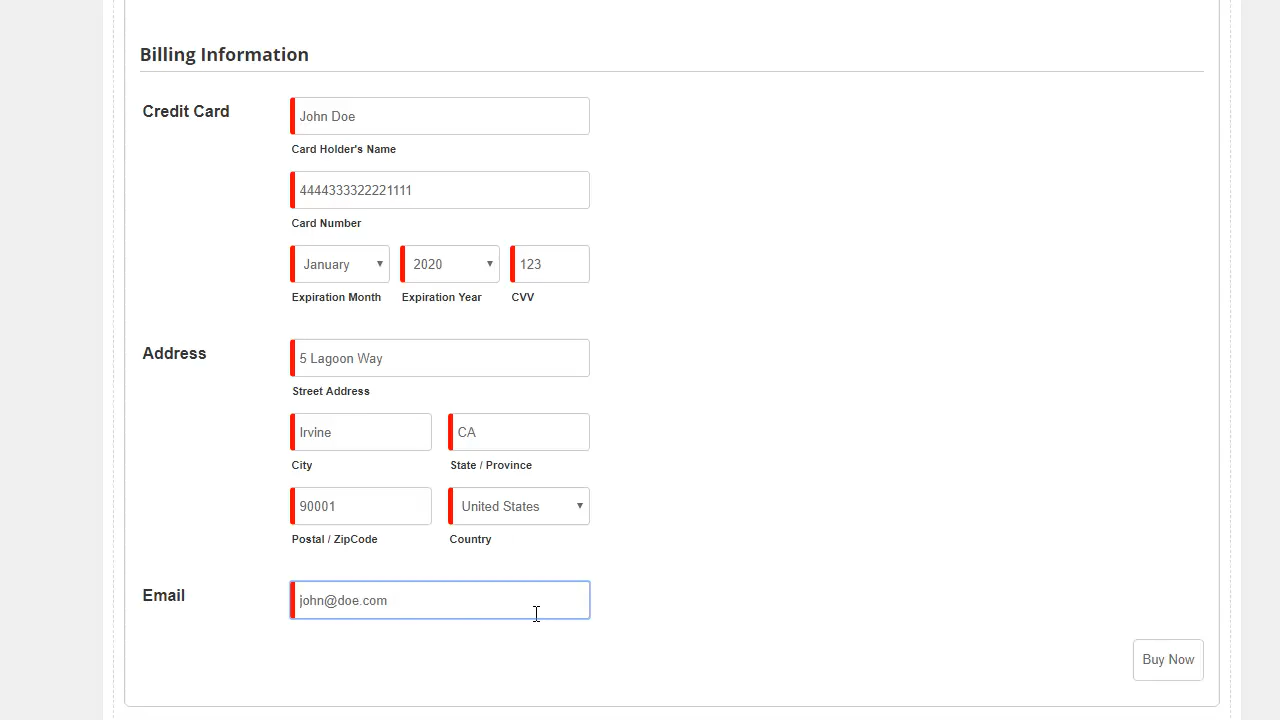 Billing Information
Credit Card
John Doe
Card Holder's Name
4444333322221111
Card Number
January 2020 123
Expiration Month Expiration Year CVV
Address
5 Lagoon Way
Street Address
Irvine CA
City State / Province
90001 United States
Postal / ZipCode Country
Email
john@doe.com
Buy Now